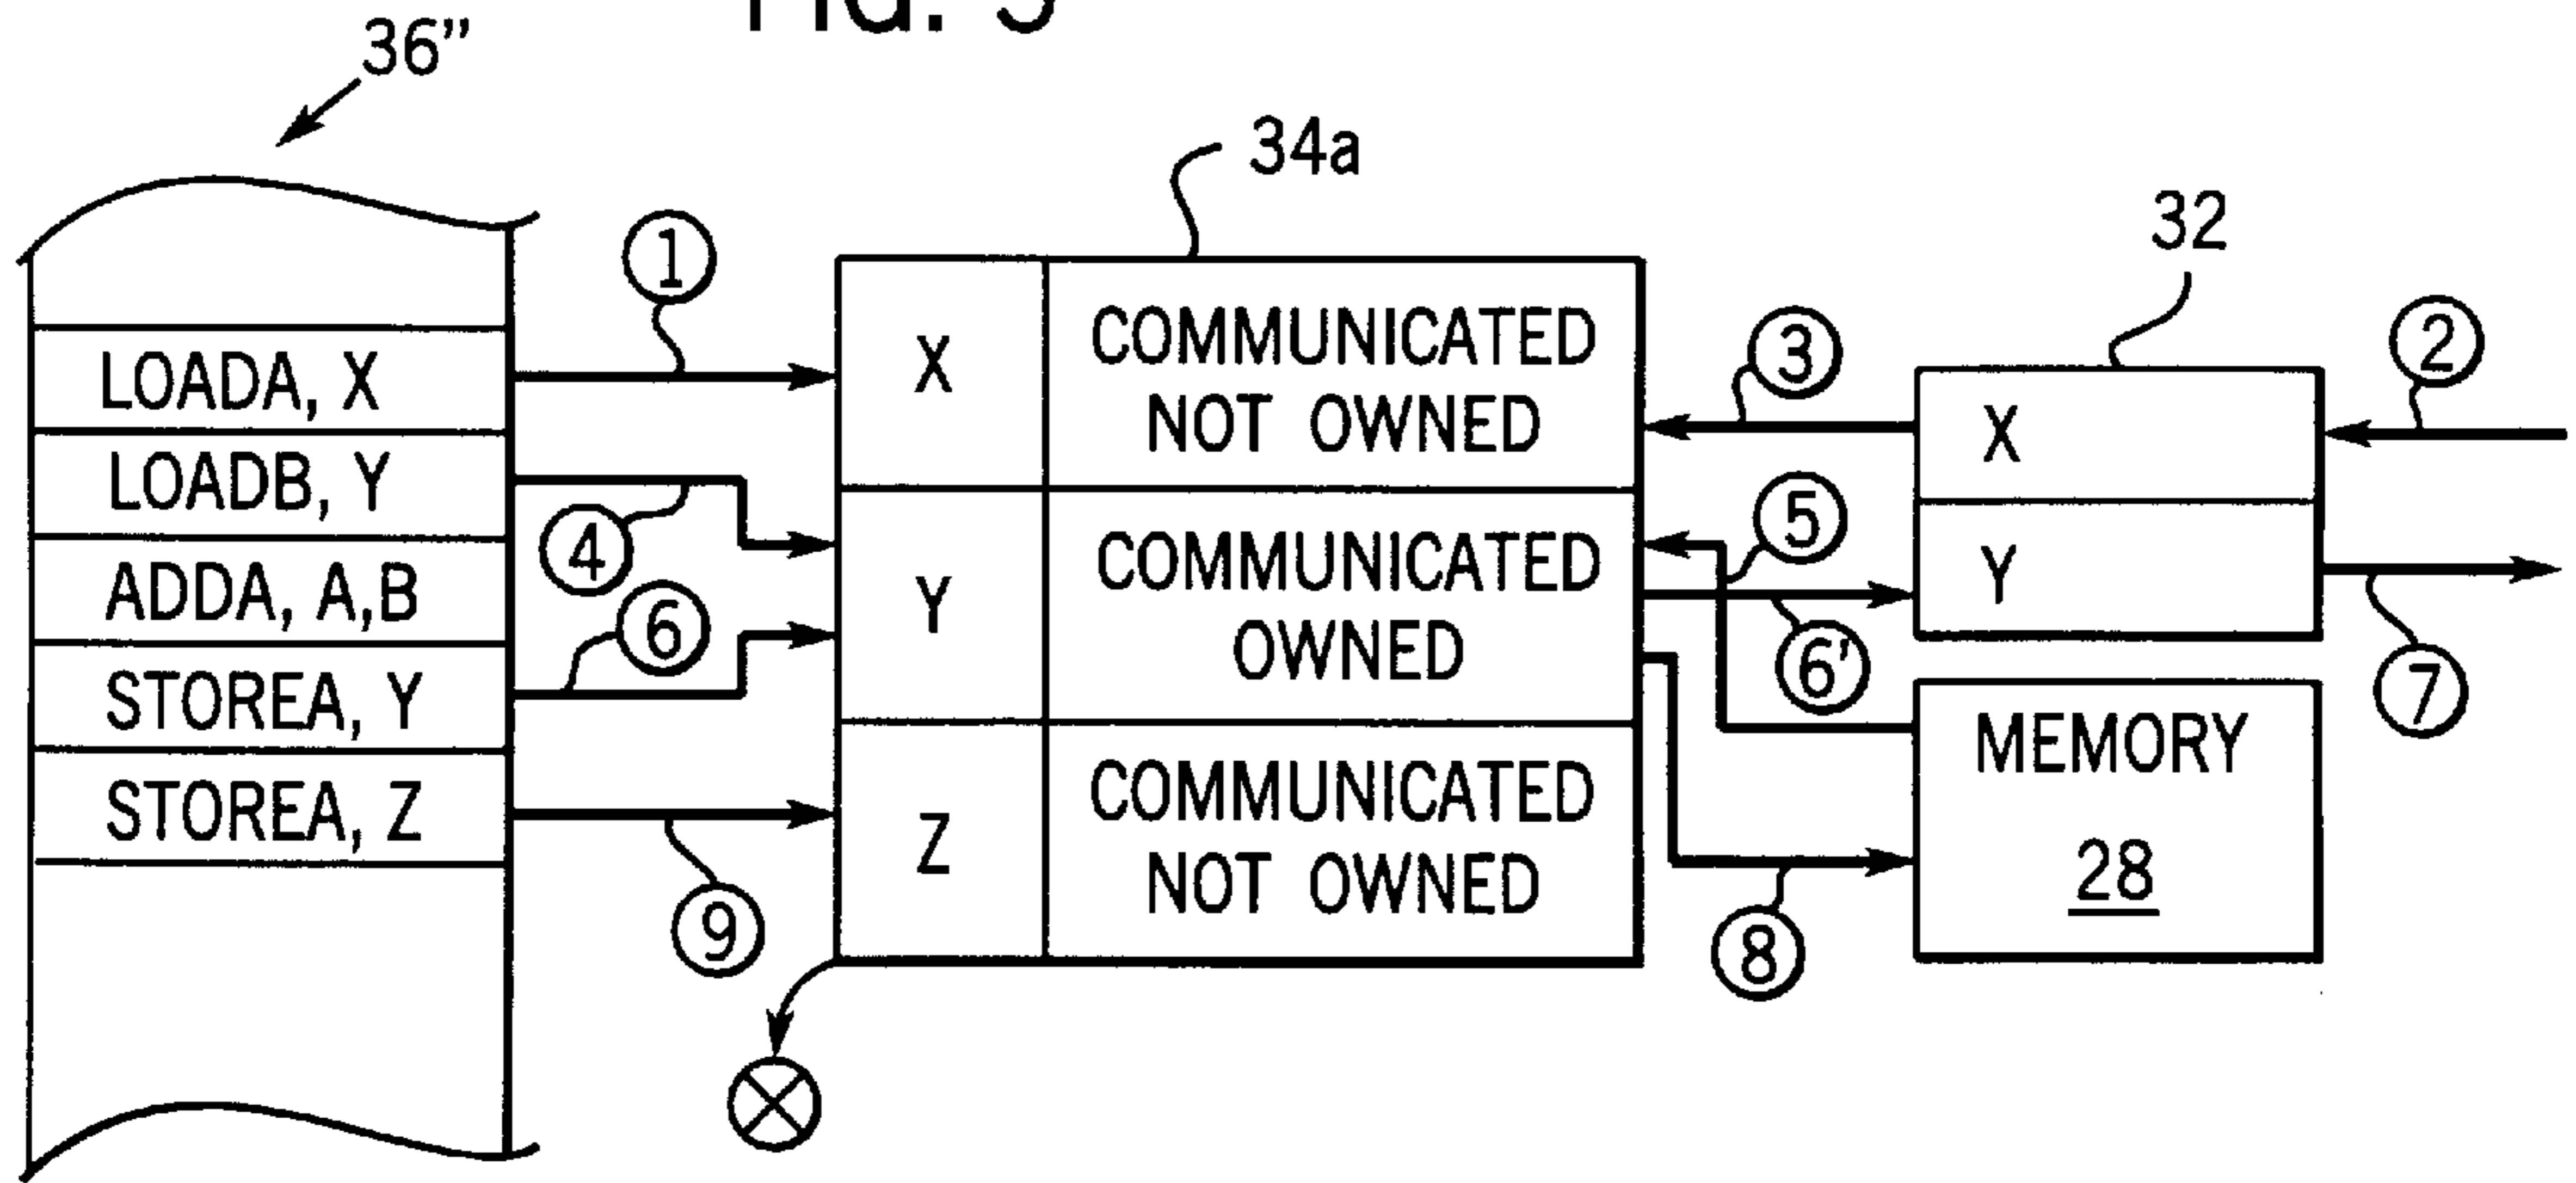 FIG. 5
36”
34a
32
1
2
3
4
5
6
6'
7
8
9
LOADA, X
LOADB, Y
ADDA, A,B
STOREA, Y
STOREA, Z
X
COMMUNICATED
NOT OWNED
Y
COMMUNICATED
OWNED
Z
COMMUNICATED
NOT OWNED
X
Y
MEMORY
28